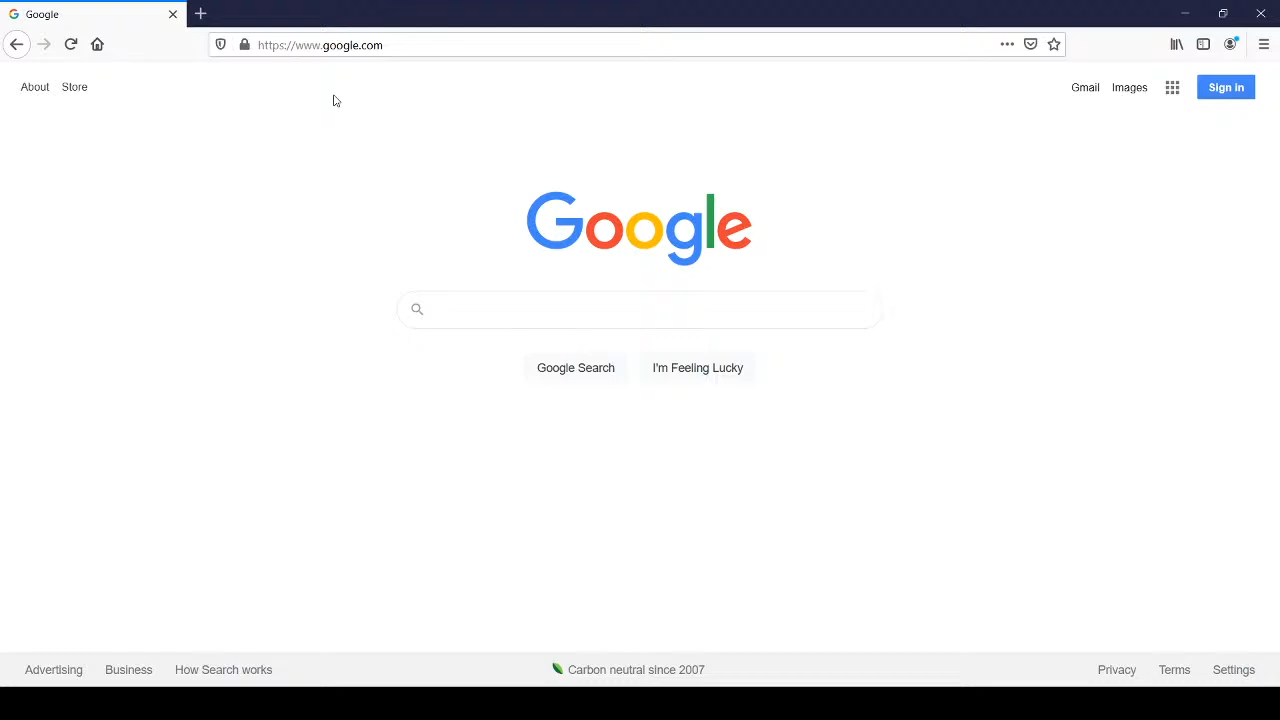 Google
https://www.google.com
About Store
Gmail Images Sign in
Google
Google Search I'm Feeling Lucky
Advertising Business How Search works
Carbon neutral since 2007
Privacy Terms Settings